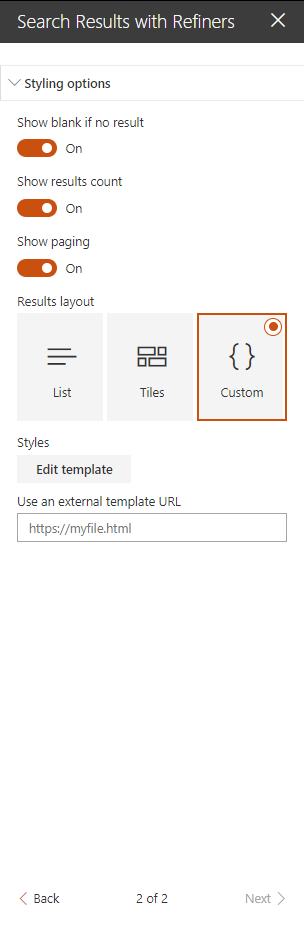 Search Results with Refiners
Styling options
Show blank if no result
On
Show results count
On
Show paging
On
Results layout
List Tiles Custom
Styles
Edit template
Use an external template URL
https://myfile.html
Back 2 of 2 Next